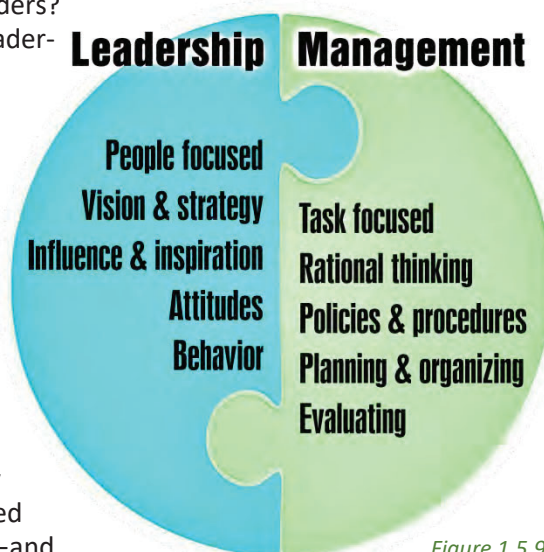 ders?
ader-
Leadership Management
People focused
Vision & strategy
Influence & inspiration
Attitudes
Behavior
Task focused
Rational thinking
Policies & procedures
Planning & organizing
Evaluating
ed
–and
Figure 1.5.9